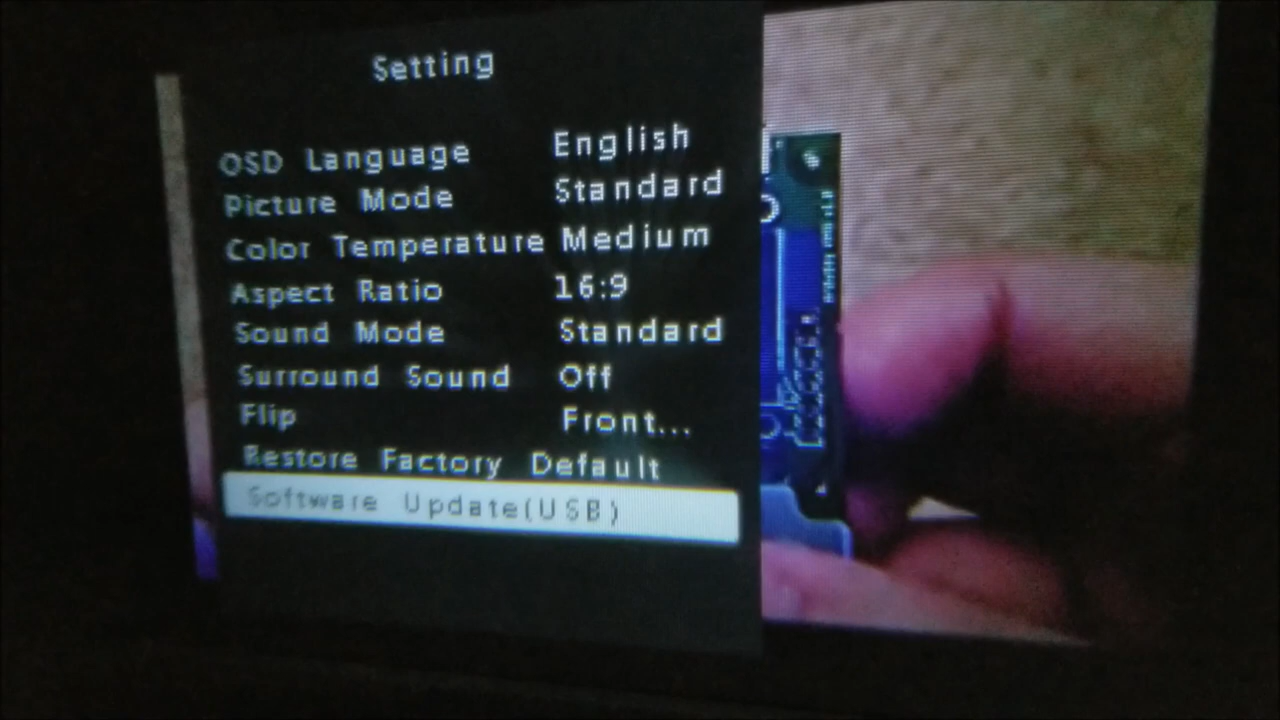 Setting
OSD Language English
Picture Mode Standard
Color Temperature Medium
Aspect Ratio 16:9
Sound Mode Standard
Surround Sound Off
Flip Front...
Restore Factory Default
Software Update(USB)